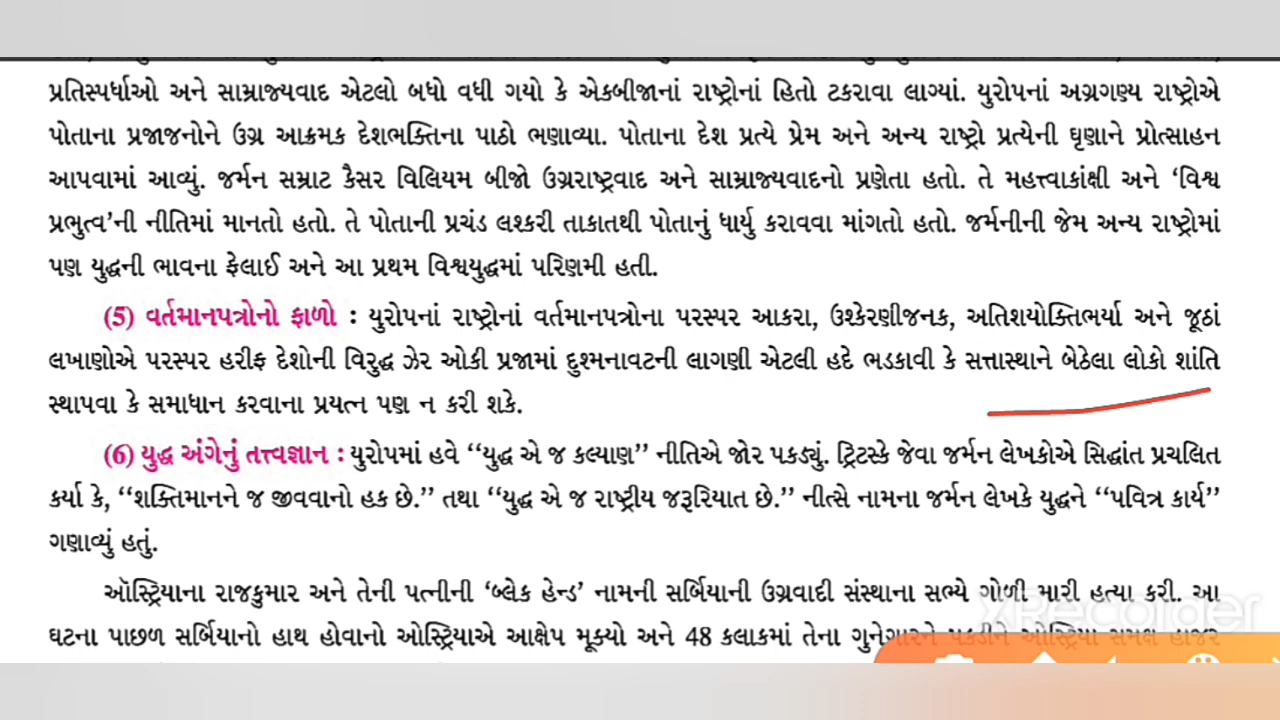 પ્રતિસ્પર્ધાઓ અને સામ્રાજ્યવાદ એટલો બધો વધી ગયો કે એકબીજાનાં રાષ્ટ્રોનાં હિતો ટકરાવા લાગ્યાં. યુરોપનાં અગ્રગણ્ય રાષ્ટ્રોએ
પોતાના પ્રજાજનોને ઉગ્ર આક્રમક દેશભક્તિના પાઠો ભણાવ્યા. પોતાના દેશ પ્રત્યે પ્રેમ અને અન્ય રાષ્ટ્રો પ્રત્યેની ઘૃણાને પ્રોત્સાહન
આપવામાં આવ્યું. જર્મન સમ્રાટ કૈસર વિલિયમ બીજો ઉગ્રરાષ્ટ્રવાદ અને સામ્રાજ્યવાદનો પ્રણેતા હતો. તે મહત્ત્વાકાંક્ષી અને ‘વિશ્વ
પ્રભુત્વ’ની નીતિમાં માનતો હતો. તે પોતાની પ્રચંડ લશ્કરી તાકાતથી પોતાનું ધાર્યુ કરાવવા માંગતો હતો. જર્મનીની જેમ અન્ય રાષ્ટ્રોમાં
પણ યુદ્ધની ભાવના ફેલાઈ અને આ પ્રથમ વિશ્વયુદ્ધમાં પરિણમી હતી.
(5) વર્તમાનપત્રોનો ફાળો : યુરોપનાં રાષ્ટ્રોનાં વર્તમાનપત્રોના પરસ્પર આકરા, ઉશ્કેરણીજનક, અતિશયોક્તિભર્યા અને જૂઠાં
લખાણોએ પરસ્પર હરીફ દેશોની વિરુદ્ધ ઝેર ઓકી પ્રજામાં દુશ્મનાવટની લાગણી એટલી હદે ભડકાવી કે સત્તાસ્થાને બેઠેલા લોકો શાંતિ
સ્થાપવા કે સમાધાન કરવાના પ્રયત્ન પણ ન કરી શકે.
(6) યુદ્ધ અંગેનું તત્ત્વજ્ઞાન : યુરોપમાં હવે “યુદ્ધ એ જ કલ્યાણ” નીતિએ જોર પકડ્યું. ટ્રિટસ્કે જેવા જર્મન લેખકોએ સિદ્ધાંત પ્રચલિત
કર્યા કે, “શક્તિમાનને જ જીવવાનો હક છે.” તથા “યુદ્ધ એ જ રાષ્ટ્રીય જરૂરિયાત છે.” નીત્સે નામના જર્મન લેખકે યુદ્ધને “પવિત્ર કાર્ય”
ગણાવ્યું હતું.
ઑસ્ટ્રિયાના રાજકુમાર અને તેની પત્નીની ‘બ્લેક હેન્ડ’ નામની સર્બિયાની ઉગ્રવાદી સંસ્થાના સભ્યે ગોળી મારી હત્યા કરી. આ
ઘટના પાછળ સર્બિયાનો હાથ હોવાનો ઓસ્ટ્રિયાએ આક્ષેપ મૂક્યો અને 48 કલાકમાં તેના ગુનેગારને પકડીને ઓસ્ટ્રિયા સમક્ષ હાજર
XRecorder